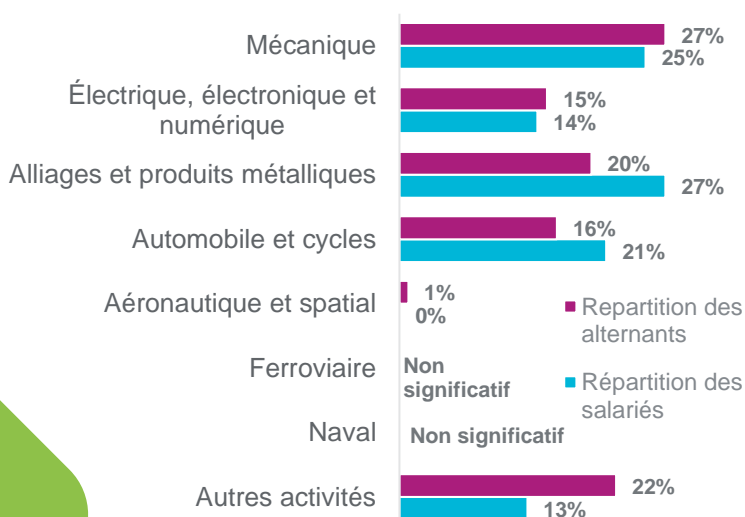 Mécanique
27%
25%
Électrique, électronique et
numérique
15%
14%
Alliages et produits métalliques
20%
27%
Automobile et cycles
16%
21%
Aéronautique et spatial
1%
0%
Repartition des
alternants
Ferroviaire
Non
significatif
Répartition des
salariés
Naval
Non significatif
Autres activités
22%
13%